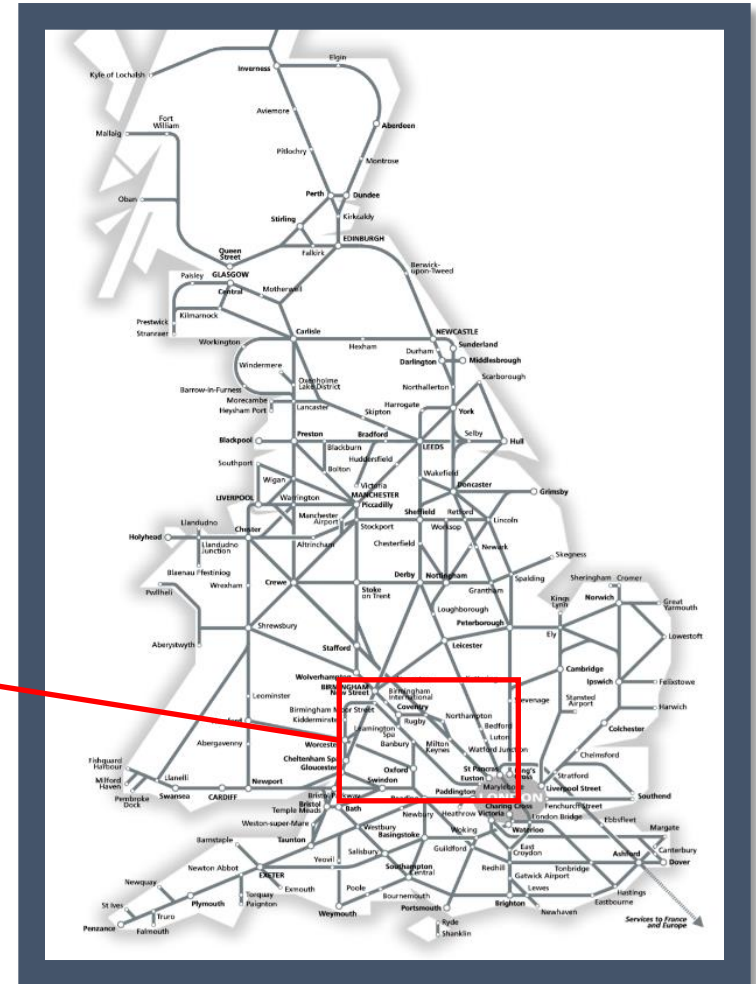 Elgin
Inverness
Kyle of Lochalsh
Aviemore
Fort
William
Aberdeen
Mallaig
Pitlochry
Montrose
Perth
Dundee
Oban
Stirling
Kirkcaldy
EDINBURGH
Queen
Street
Falkirk
Berwick-
upon-Tweed
Paisley
GLASGOW
Central
Motherwell
Prestwick
Kilmarnock
Stranraer
Carlisle
NEWCASTLE
Workington
Hexham
Sunderland
Durham
Darlington
Middlesbrough
Windermere
Oxenholme
Lake District
Scarborough
Barrow-in-Furness
Northallerton
Morecambe
Heysham Port
Lancaster
Harrogate
York
Skipton
Preston
Bradford
Selby
Blackpool
Blackburn
LEEDS
Hull
Huddersfield
Southport
Bolton
Wakefield
Wigan
Victoria
MANCHESTER
Doncaster
Grimsby
LIVERPOOL
Warrington
Piccadilly
Manchester
Airport
Sheffield
Retford
Llandudno
Stockport
Lincoln
Holyhead
Chester
Worksop
Llandudno
Junction
Altrincham
Chesterfield
Newark
Blaenau Ffestiniog
Skegness
Wrexham
Crewe
Derby
Nottingham
Spalding
Sheringham
Cromer
Pwllheli
Stoke
on Trent
Grantham
Kings
Lynn
Norwich
Great
Yarmouth
Loughborough
Shrewsbury
Peterborough
Ely
Lowestoft
Aberystwyth
Stafford
Leicester
Wolverhampton
Cambridge
BIRMINGHAM
New Street
Birmingham
International
Ipswich
Felixstowe
Leominster
Coventry
Stansted
Airport
Harwich
Birmingham Moor Street
Kidderminster
Rugby
Northampton
Leamington
Spa
Bedford
Colchester
Abergavenny
Worcester
Banbury
Milton
Keynes
Luton
Watford Junction
Chelmsford
Fishguard
Harbour
Cheltenham Spa
Gloucester
Oxford
St Pancras
Euston
King's
Cross
Stratford
Milford
Haven
Llanelli
Newport
Swindon
Marylebone
Liverpool Street
Pembroke
Dock
Swansea
CARDIFF
Bristol Parkway
Paddington
LONDON
Southend
Bristol
Temple Meads
Bath
Fenchurch Street
Charing Cross
Weston-super-Mare
Newbury
Heathrow
Victoria
London Bridge
Ebbsfleet
Taunton
Westbury
Basingstoke
Woking
Waterloo
Margate
Barnstaple
Yeovil
Salisbury
Guildford
East
Croydon
Ashford
Canterbury
Dover
Newton Abbot
EXETER
Southampton
Central
Redhill
Tonbridge
Gatwick Airport
Newquay
Exmouth
Poole
Lewes
Hastings
St Ives
Plymouth
Torquay
Paignton
Bournemouth
Eastbourne
Truro
Weymouth
Portsmouth
Brighton
Newhaven
Penzance
Falmouth
Ryde
Shanklin
Services to France
and Europe